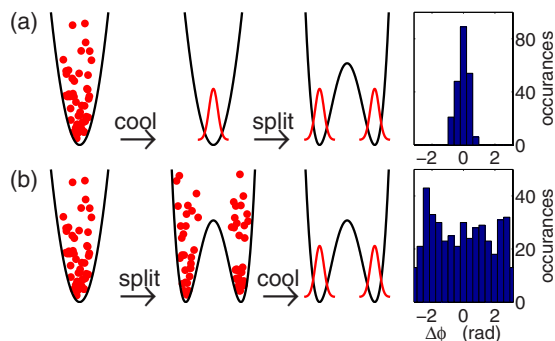 (a)
cool
split
80
40
0
occurances
−2 0 2
(b)
split
cool
40
20
0
occurances
−2 0 2
Δϕ (rad)